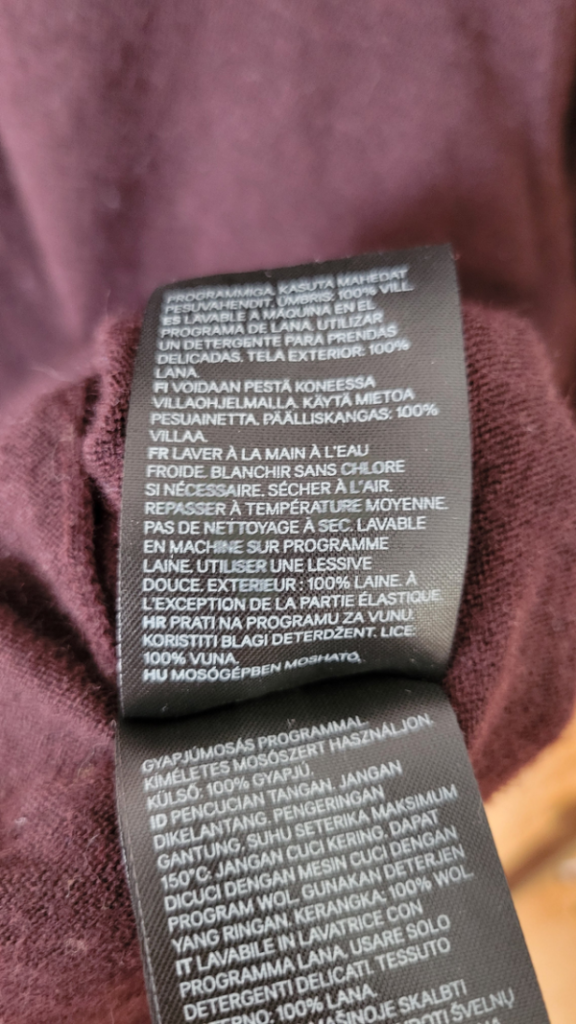 PROGRAMMIGA, KASUTA MAHEDAT
PESUVAHENDIT. ÜMBRIS: 100% VILL.
ES LAVABLE A MÁQUINA EN EL
PROGRAMA DE LANA, UTILIZAR
UN DETERGENTE PARA PRENDAS
DELICADAS. TELA EXTERIOR: 100%
LANA.
FI VOIDAAN PESTÄ KONEESSA
VILLAOHJELMALLA. KÄYTÄ MIETOA
PESUAINETTA. PÄÄLLISKANGAS: 100%
VILLAA.
FR LAVER À LA MAIN À L'EAU
FROIDE. BLANCHIR SANS CHLORE
SI NÉCESSAIRE. SÉCHER À L'AIR.
REPASSER À TEMPÉRATURE MOYENNE.
PAS DE NETTOYAGE À SEC. LAVABLE
EN MACHINE SUR PROGRAMME
LAINE, UTILISER UNE LESSIVE
DOUCE. EXTERIEUR : 100% LAINE. À
L'EXCEPTION DE LA PARTIE ÉLASTIQUE
HR PRATI NA PROGRAMU ZA VUNU.
KORISTITI BLAGI DETERDŽENT. LICE:
100% VUNA.
HU MOSÓGÉPBEN MOSHATÓ,
GYAPJÚMOSÁS PROGRAMMAL.
KÍMÉLETES MOSÓSZERT HASZNÁLJON.
KÜLSŐ: 100% GYAPJÚ.
ID PENCUCIAN TANGAN. JANGAN
DIKELANTANG. PENGERINGAN
GANTUNG. SUHU SETERIKA MAKSIMUM
150°C. JANGAN CUCI KERING. DAPAT
DICUCI DENGAN MESIN CUCI DENGAN
PROGRAM WOL. GUNAKAN DETERJEN
YANG RINGAN. KERANGKA: 100% WOL.
IT LAVABILE IN LAVATRICE CON
PROGRAMMA LANA. USARE SOLO
DETERGENTI DELICATI. TESSUTO
100% LANA.
SKALBTI
ŠVELNŲ